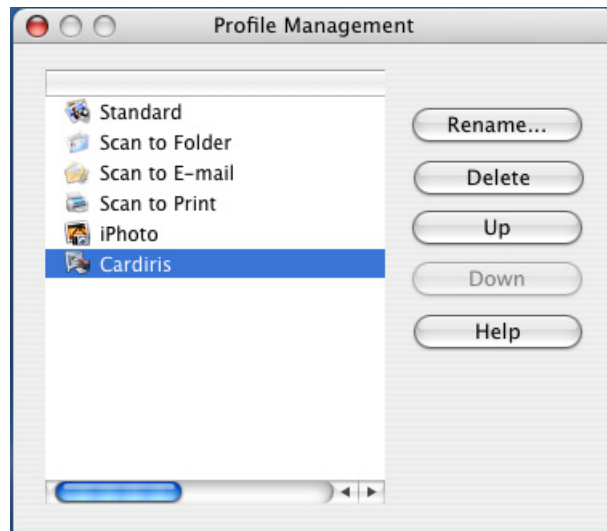 Profile Management
Standard
Scan to Folder
Scan to E-mail
Scan to Print
iPhoto
Cardiris
Rename...
Delete
Up
Down
Help